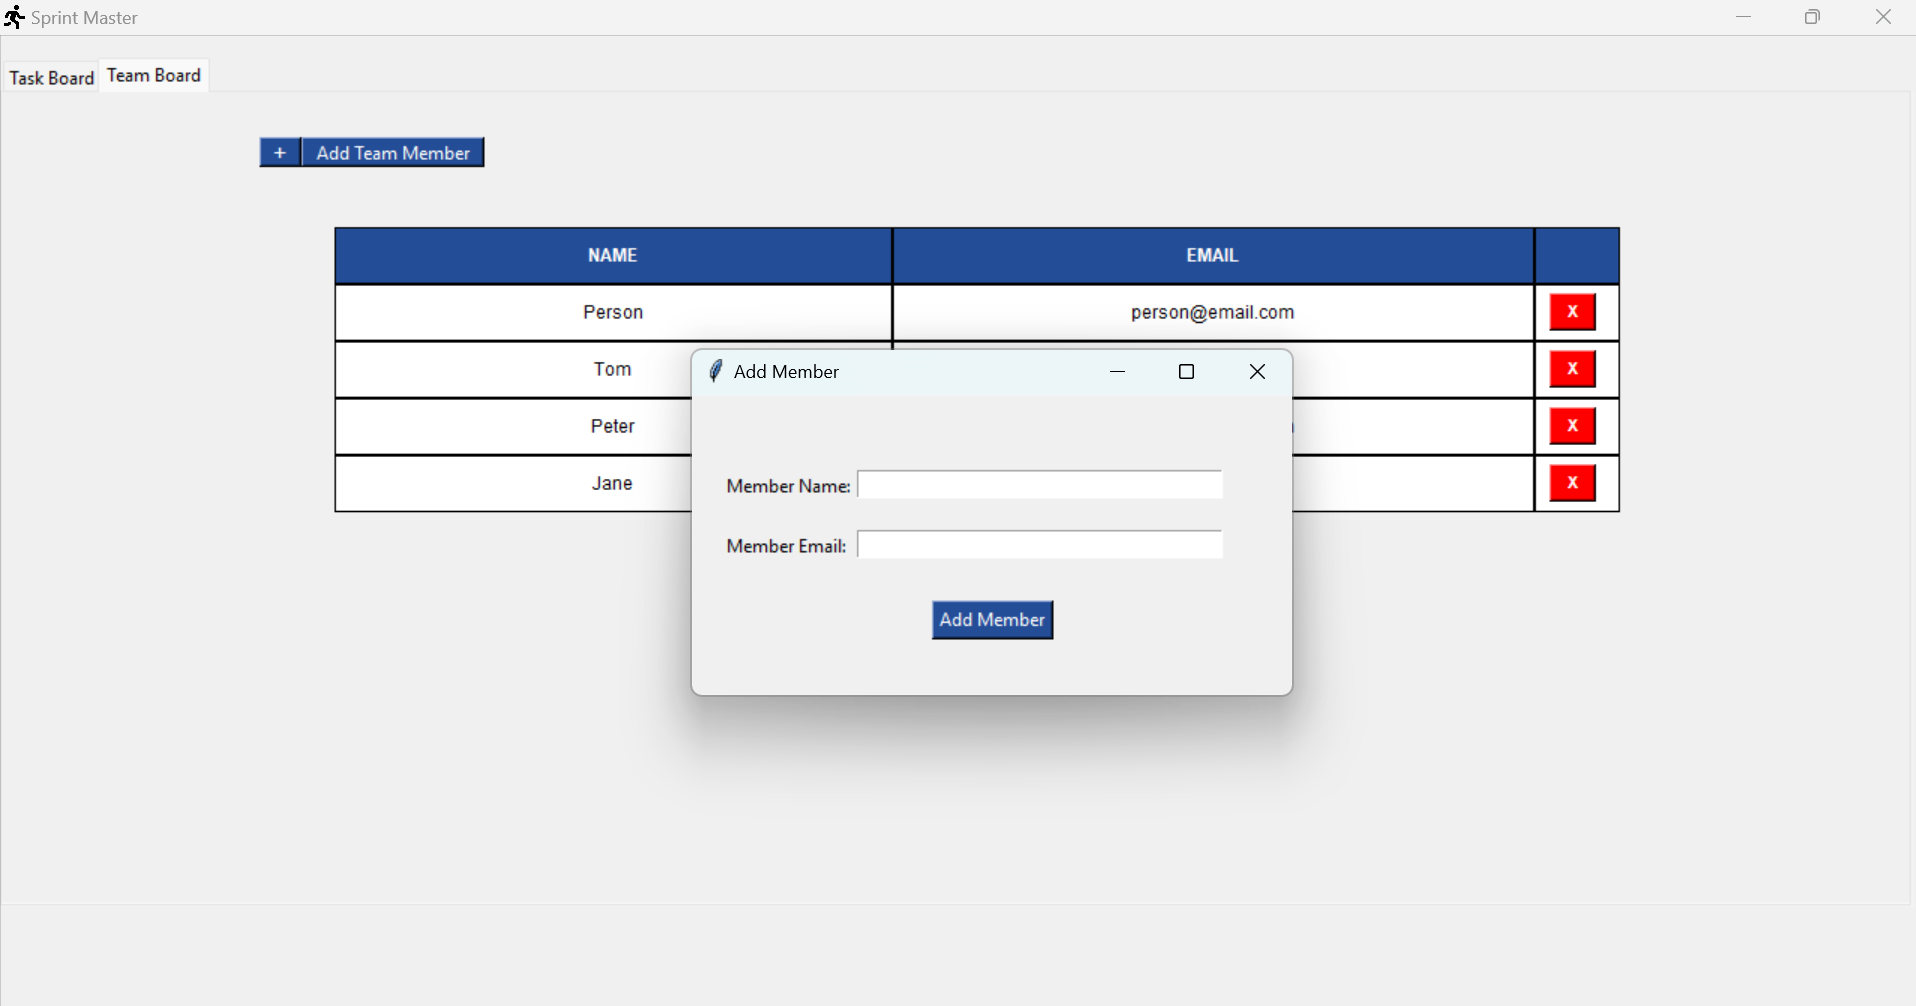 Sprint Master
Task Board Team Board
+ Add Team Member
NAME EMAIL
Person person@email.com X
Tom X
Peter X
Jane X
Add Member
Member Name:
Member Email:
Add Member